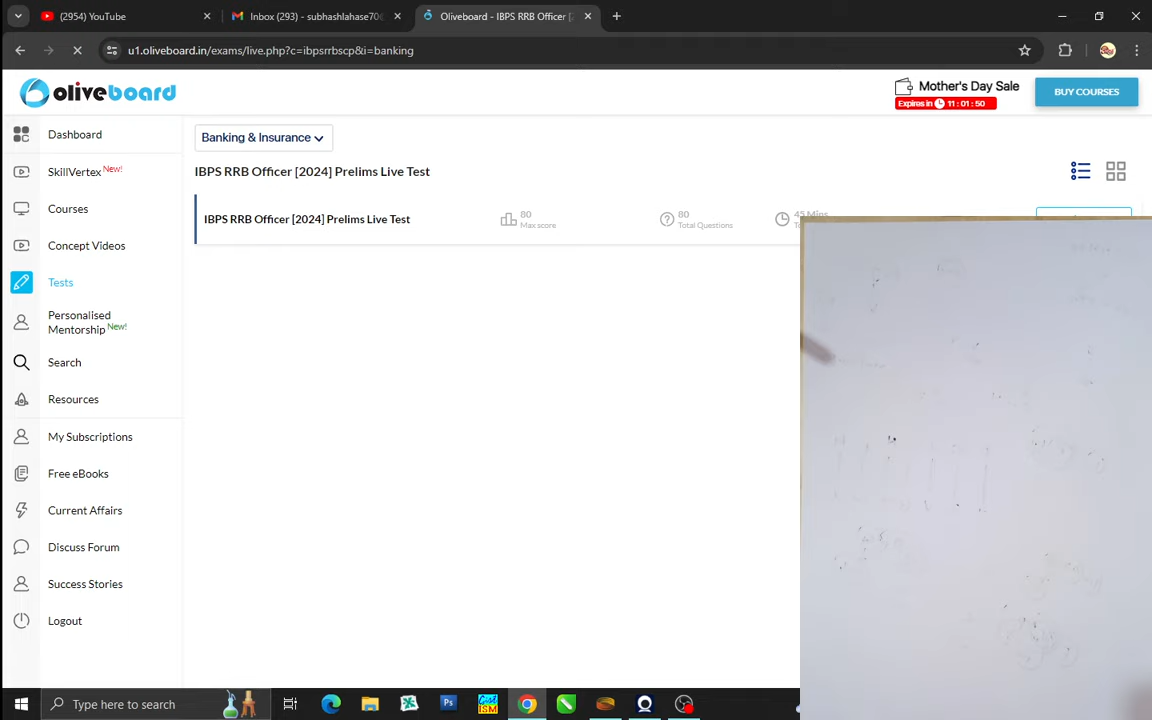 (2954) YouTube
Inbox (293) - subhashlahase70
Oliveboard - IBPS RRB Officer [
u1.oliveboard.in/exams/live.php?c=ibpsrrbscp&i=banking
oliveboard
Mother's Day Sale
Expires in 11 : 01 : 50
BUY COURSES
Dashboard
SkillVertex New!
Courses
Concept Videos
Tests
Personalised
Mentorship New!
Search
Resources
My Subscriptions
Free eBooks
Current Affairs
Discuss Forum
Success Stories
Logout
Banking & Insurance
IBPS RRB Officer [2024] Prelims Live Test
IBPS RRB Officer [2024] Prelims Live Test
80
Max score
80
Total Questions
45 Mins
Type here to search
Ps
ISM